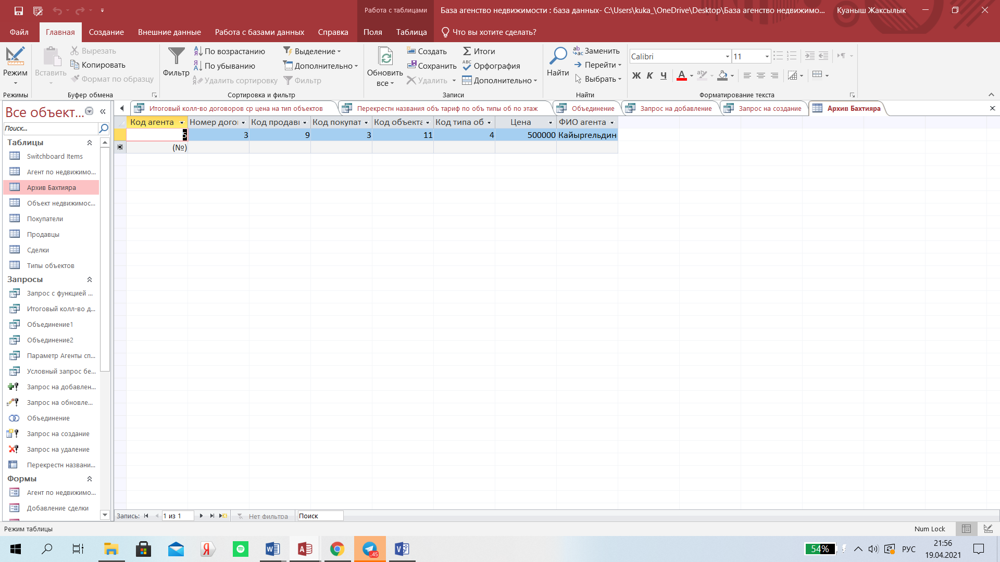 Работа с таблицами
База агенство недвижимости : база данных- C:\Users\kuka_\OneDrive\Desktop\База агенство недвижимо...
Куаныш Жаксылык
Файл Главная Создание Внешние данные Работа с базами данных Справка Поля Таблица Что вы хотите сделать?
Режим
Режимы
Вставить
Вырезать
Копировать
Формат по образцу
Буфер обмена
Фильтр
По возрастанию
По убыванию
Удалить сортировку
Выделение
Дополнительно
Фильтр
Сортировка и фильтр
Обновить
все
Создать
Сохранить
Удалить
Итоги
Орфография
Дополнительно
Записи
Найти
Заменить
Перейти
Выбрать
Найти
Calibri 11
Ж К Ч А
Форматирование текста
Все объект...
Поиск...
Таблицы
Switchboard Items
Агент по недвижимо...
Архив Бахтияра
Объект недвижимос...
Покупатели
Продавцы
Сделки
Типы объектов
Запросы
Запрос с функцией ...
Итоговый колл-во д...
Объединение1
Объединение2
Параметр Агенты сп...
Условный запрос бе...
Запрос на добавлен...
Запрос на обновле...
Объединение
Запрос на создание
Запрос на удаление
Перекрестн названи...
Формы
Агент по недвижимо...
Добавление сделки
Итоговый колл-во договоров ср цена на тип объектов
Перекрестн названия объ тариф по объ типы об по этаж
Объединение
Запрос на добавление
Запрос на создание
Архив Бахтияра
Код агента Номер догов Код продавц Код покупат Код объекта Код типа об Цена ФИО агента
5 3 9 3 11 4 500000 Кайыргельдин
(№)
Запись: 1 из 1 Нет фильтра Поиск
Режим таблицы
Num Lock
54%
РУС
21:56
19.04.2021
..45